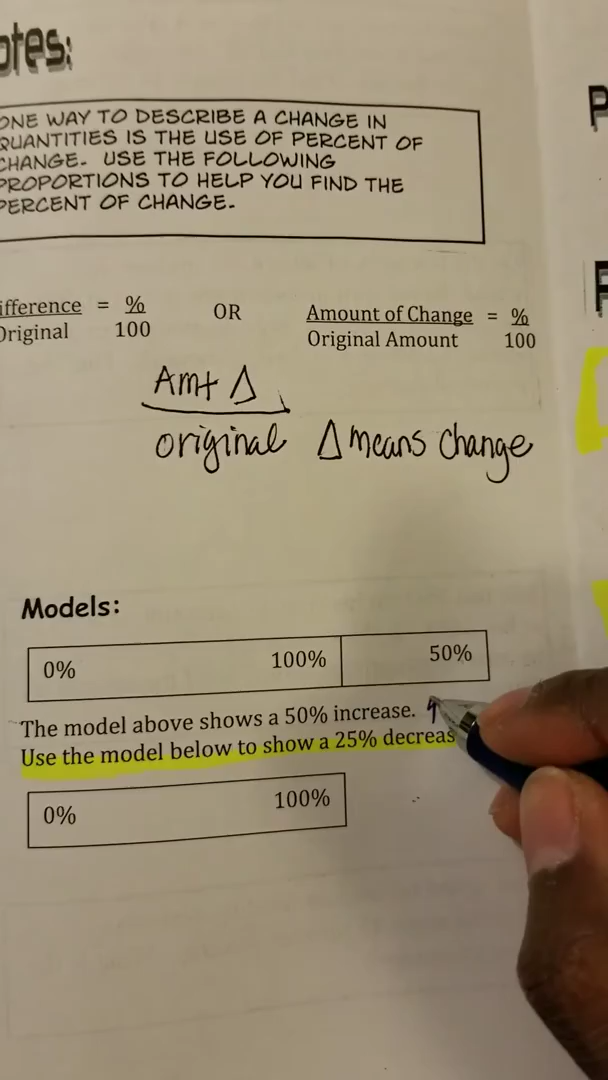 otes:
ONE WAY TO DESCRIBE A CHANGE IN
QUANTITIES IS THE USE OF PERCENT OF
CHANGE. USE THE FOLLOWING
PROPORTIONS TO HELP YOU FIND THE
PERCENT OF CHANGE.
ifference = %
Original 100
OR
Amount of Change = %
Original Amount 100
Amt Δ
original Δ means change
Models:
0% 100% 50%
The model above shows a 50% increase. ↑
Use the model below to show a 25% decreas
0% 100%
P
F